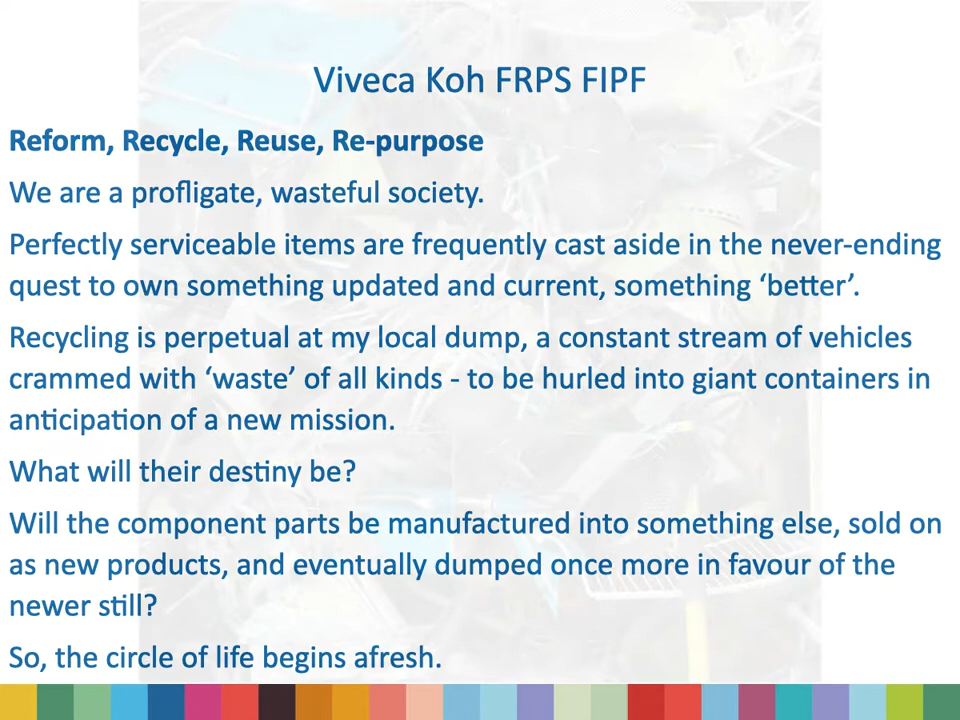 Viveca Koh FRPS FIPF
Reform, Recycle, Reuse, Re-purpose
We are a profligate, wasteful society.
Perfectly serviceable items are frequently cast aside in the never-ending
quest to own something updated and current, something ‘better’.
Recycling is perpetual at my local dump, a constant stream of vehicles
crammed with ‘waste’ of all kinds - to be hurled into giant containers in
anticipation of a new mission.
What will their destiny be?
Will the component parts be manufactured into something else, sold on
as new products, and eventually dumped once more in favour of the
newer still?
So, the circle of life begins afresh.